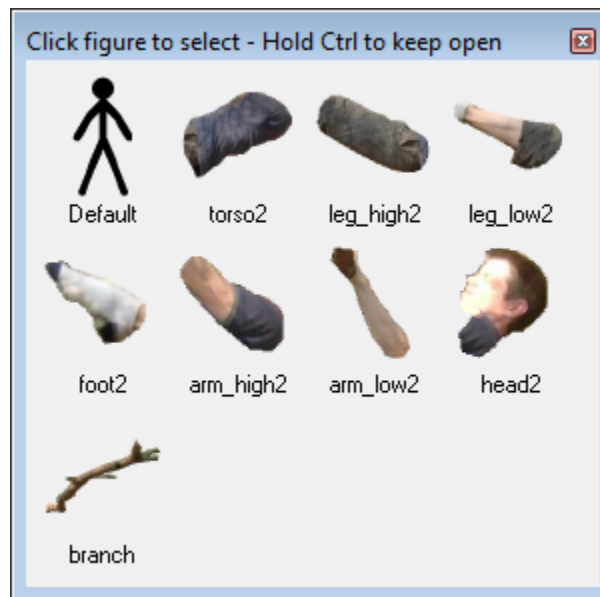 Click figure to select - Hold Ctrl to keep open
Default torso2 leg_high2 leg_low2
foot2 arm_high2 arm_low2 head2
branch